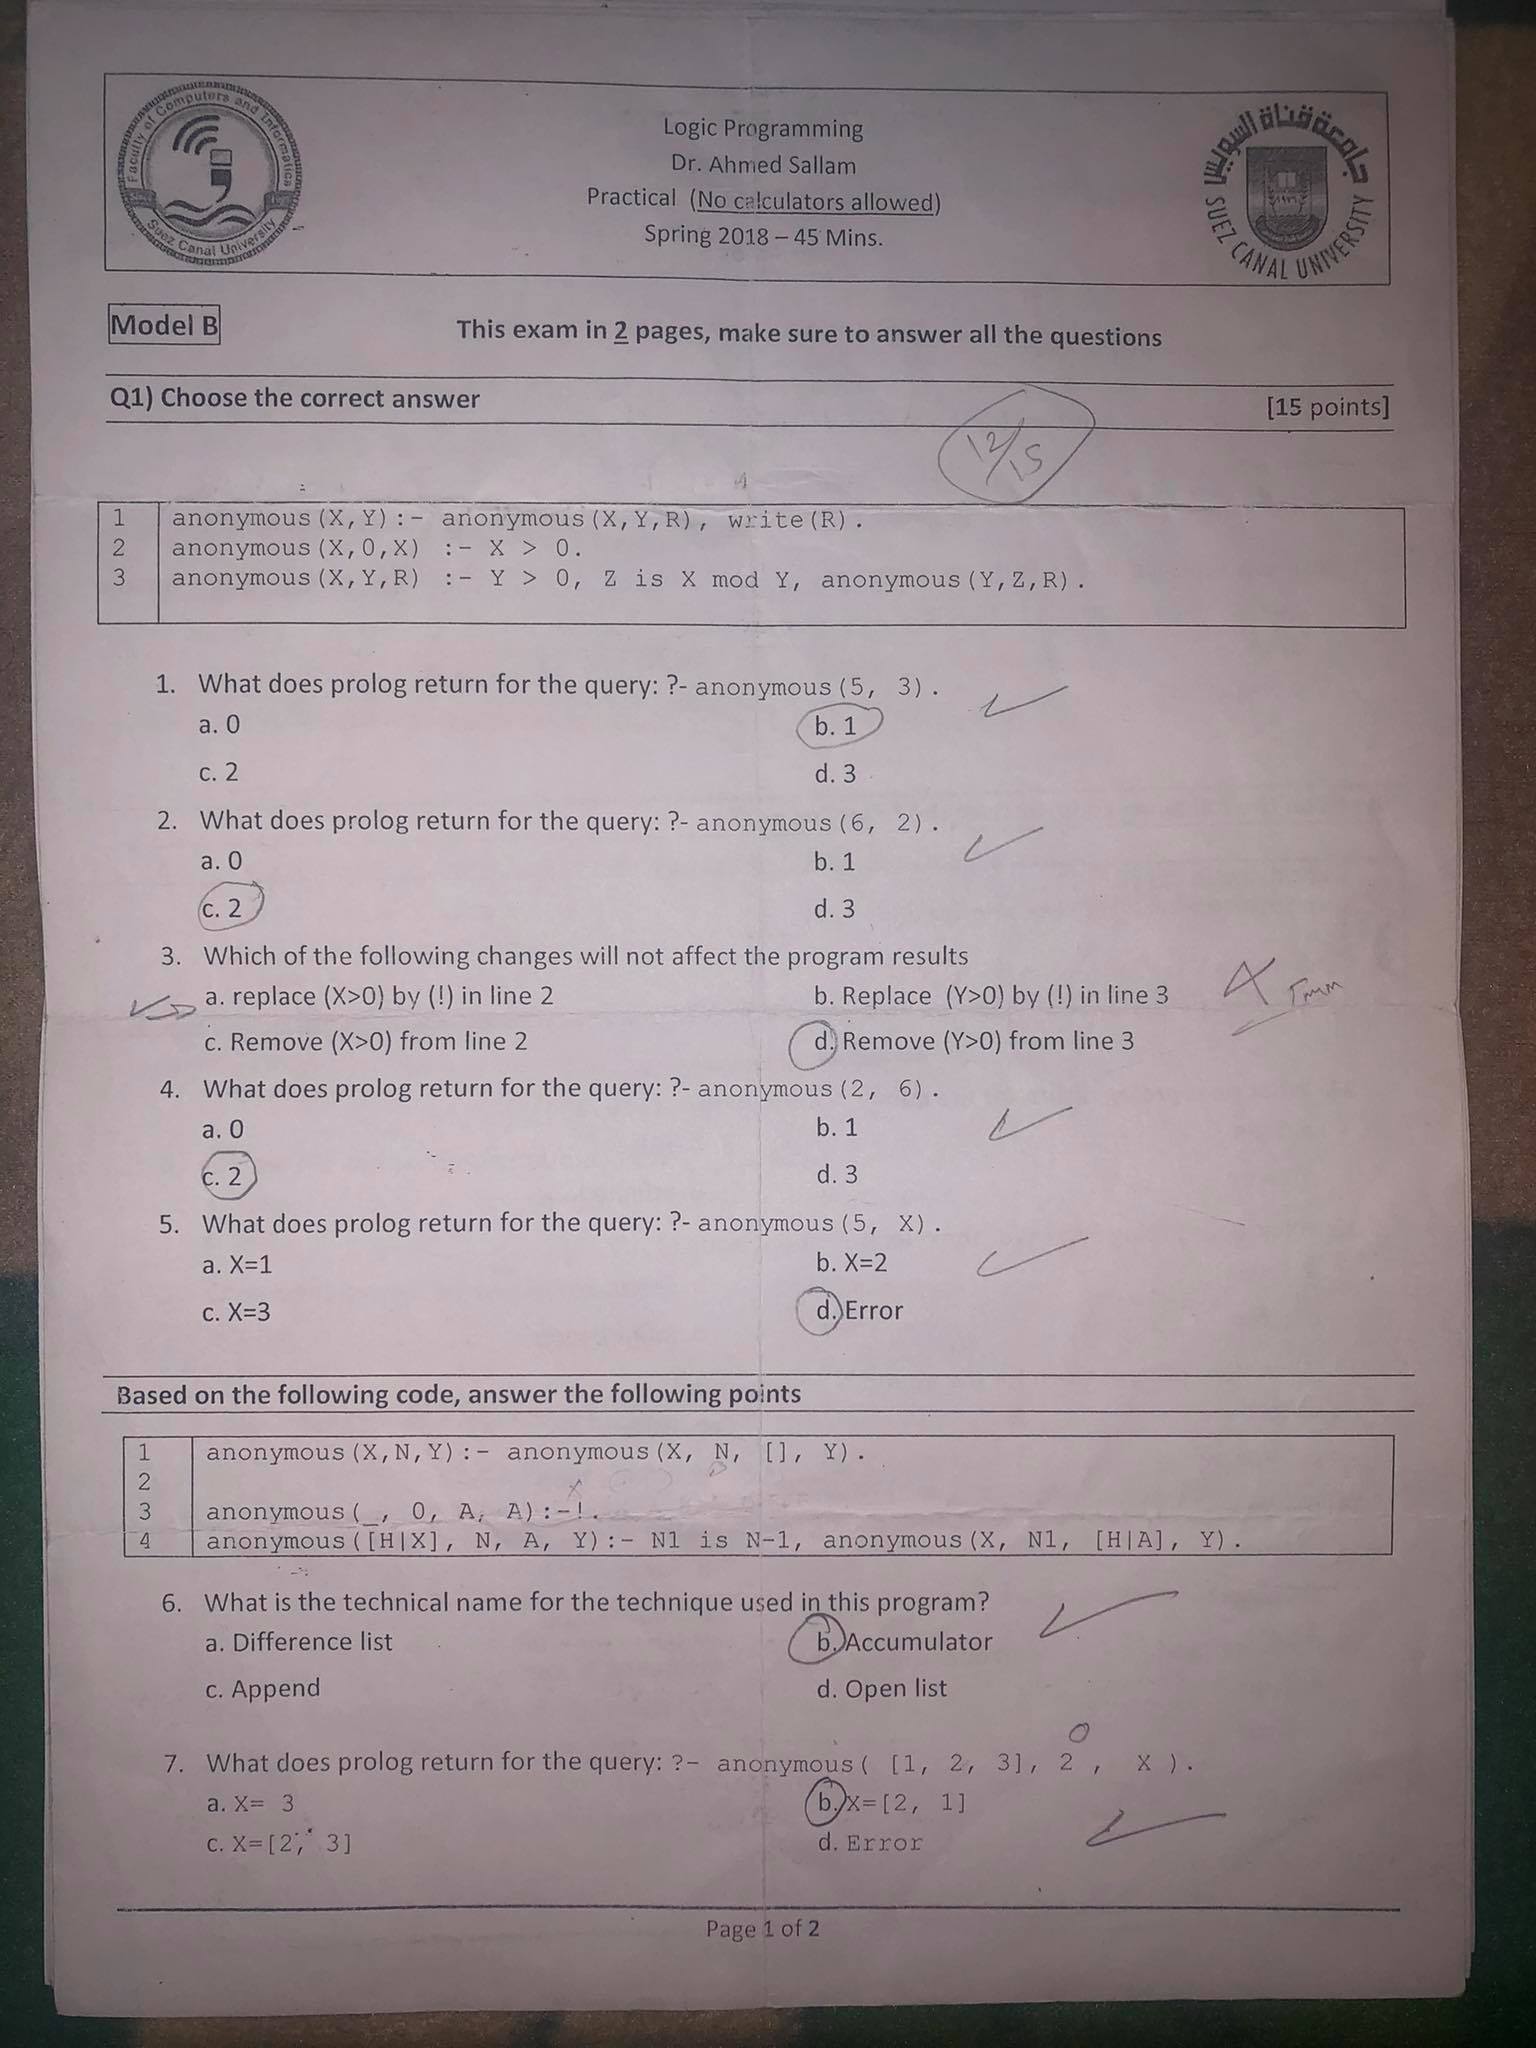 Faculty of Computers and Informatics
Suez Canal University
Logic Programming
Dr. Ahmed Sallam
Practical (No calculators allowed)
Spring 2018 – 45 Mins.
جامعة قناة السويس
SUEZ CANAL UNIVERSITY
Model B
This exam in 2 pages, make sure to answer all the questions
Q1) Choose the correct answer [15 points]
12/15
1 anonymous(X,Y):- anonymous(X,Y,R), write(R).
2 anonymous(X,0,X) :- X > 0.
3 anonymous(X,Y,R) :- Y > 0, Z is X mod Y, anonymous(Y,Z,R).
1. What does prolog return for the query: ?- anonymous(5, 3).
a. 0 b. 1
c. 2 d. 3
2. What does prolog return for the query: ?- anonymous(6, 2).
a. 0 b. 1
c. 2 d. 3
3. Which of the following changes will not affect the program results
a. replace (X>0) by (!) in line 2 b. Replace (Y>0) by (!) in line 3
c. Remove (X>0) from line 2 d. Remove (Y>0) from line 3
4. What does prolog return for the query: ?- anonymous(2, 6).
a. 0 b. 1
c. 2 d. 3
5. What does prolog return for the query: ?- anonymous(5, X).
a. X=1 b. X=2
c. X=3 d. Error
Based on the following code, answer the following points
1 anonymous(X,N,Y):- anonymous(X, N, [], Y).
2
3 anonymous(_, 0, A, A):-!.
4 anonymous([H|X], N, A, Y):- N1 is N-1, anonymous(X, N1, [H|A], Y).
6. What is the technical name for the technique used in this program?
a. Difference list b. Accumulator
c. Append d. Open list
0
7. What does prolog return for the query: ?- anonymous( [1, 2, 3], 2 , X ).
a. X= 3 b. X=[2, 1]
c. X=[2, 3] d. Error
Page 1 of 2